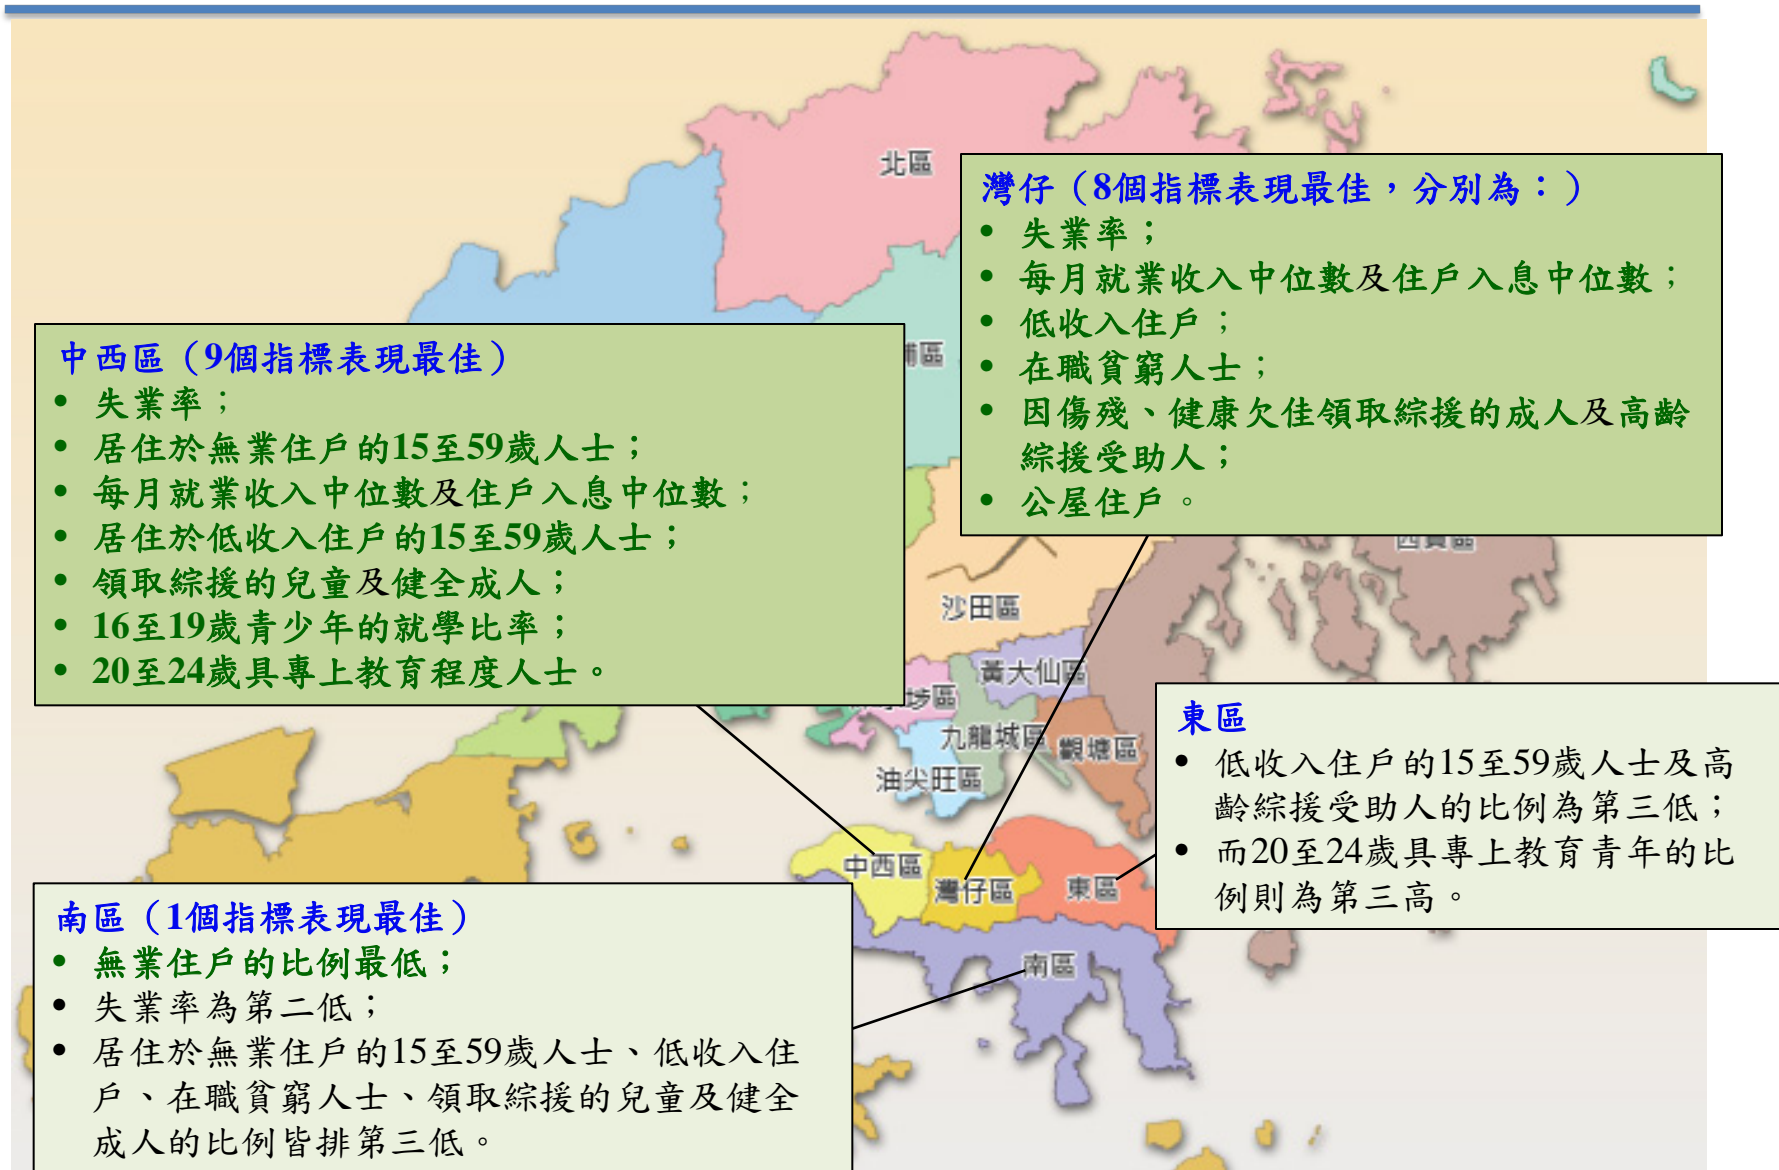 北區
灣仔（8個指標表現最佳，分別為：）
• 失業率；
• 每月就業收入中位數及住戶入息中位數；
• 低收入住戶；
• 在職貧窮人士；
• 因傷殘、健康欠佳領取綜援的成人及高齡
綜援受助人；
• 公屋住戶。
中西區（9個指標表現最佳）
• 失業率；
• 居住於無業住戶的15至59歲人士；
• 每月就業收入中位數及住戶入息中位數；
• 居住於低收入住戶的15至59歲人士；
• 領取綜援的兒童及健全成人；
• 16至19歲青少年的就學比率；
• 20至24歲具專上教育程度人士。
埔區
西貢區
沙田區
黃大仙區
埗區
九龍城區
觀塘區
油尖旺區
東區
• 低收入住戶的15至59歲人士及高
齡綜援受助人的比例為第三低；
• 而20至24歲具專上教育青年的比
例則為第三高。
中西區
灣仔區
東區
南區
南區（1個指標表現最佳）
• 無業住戶的比例最低；
• 失業率為第二低；
• 居住於無業住戶的15至59歲人士、低收入住
戶、在職貧窮人士、領取綜援的兒童及健全
成人的比例皆排第三低。